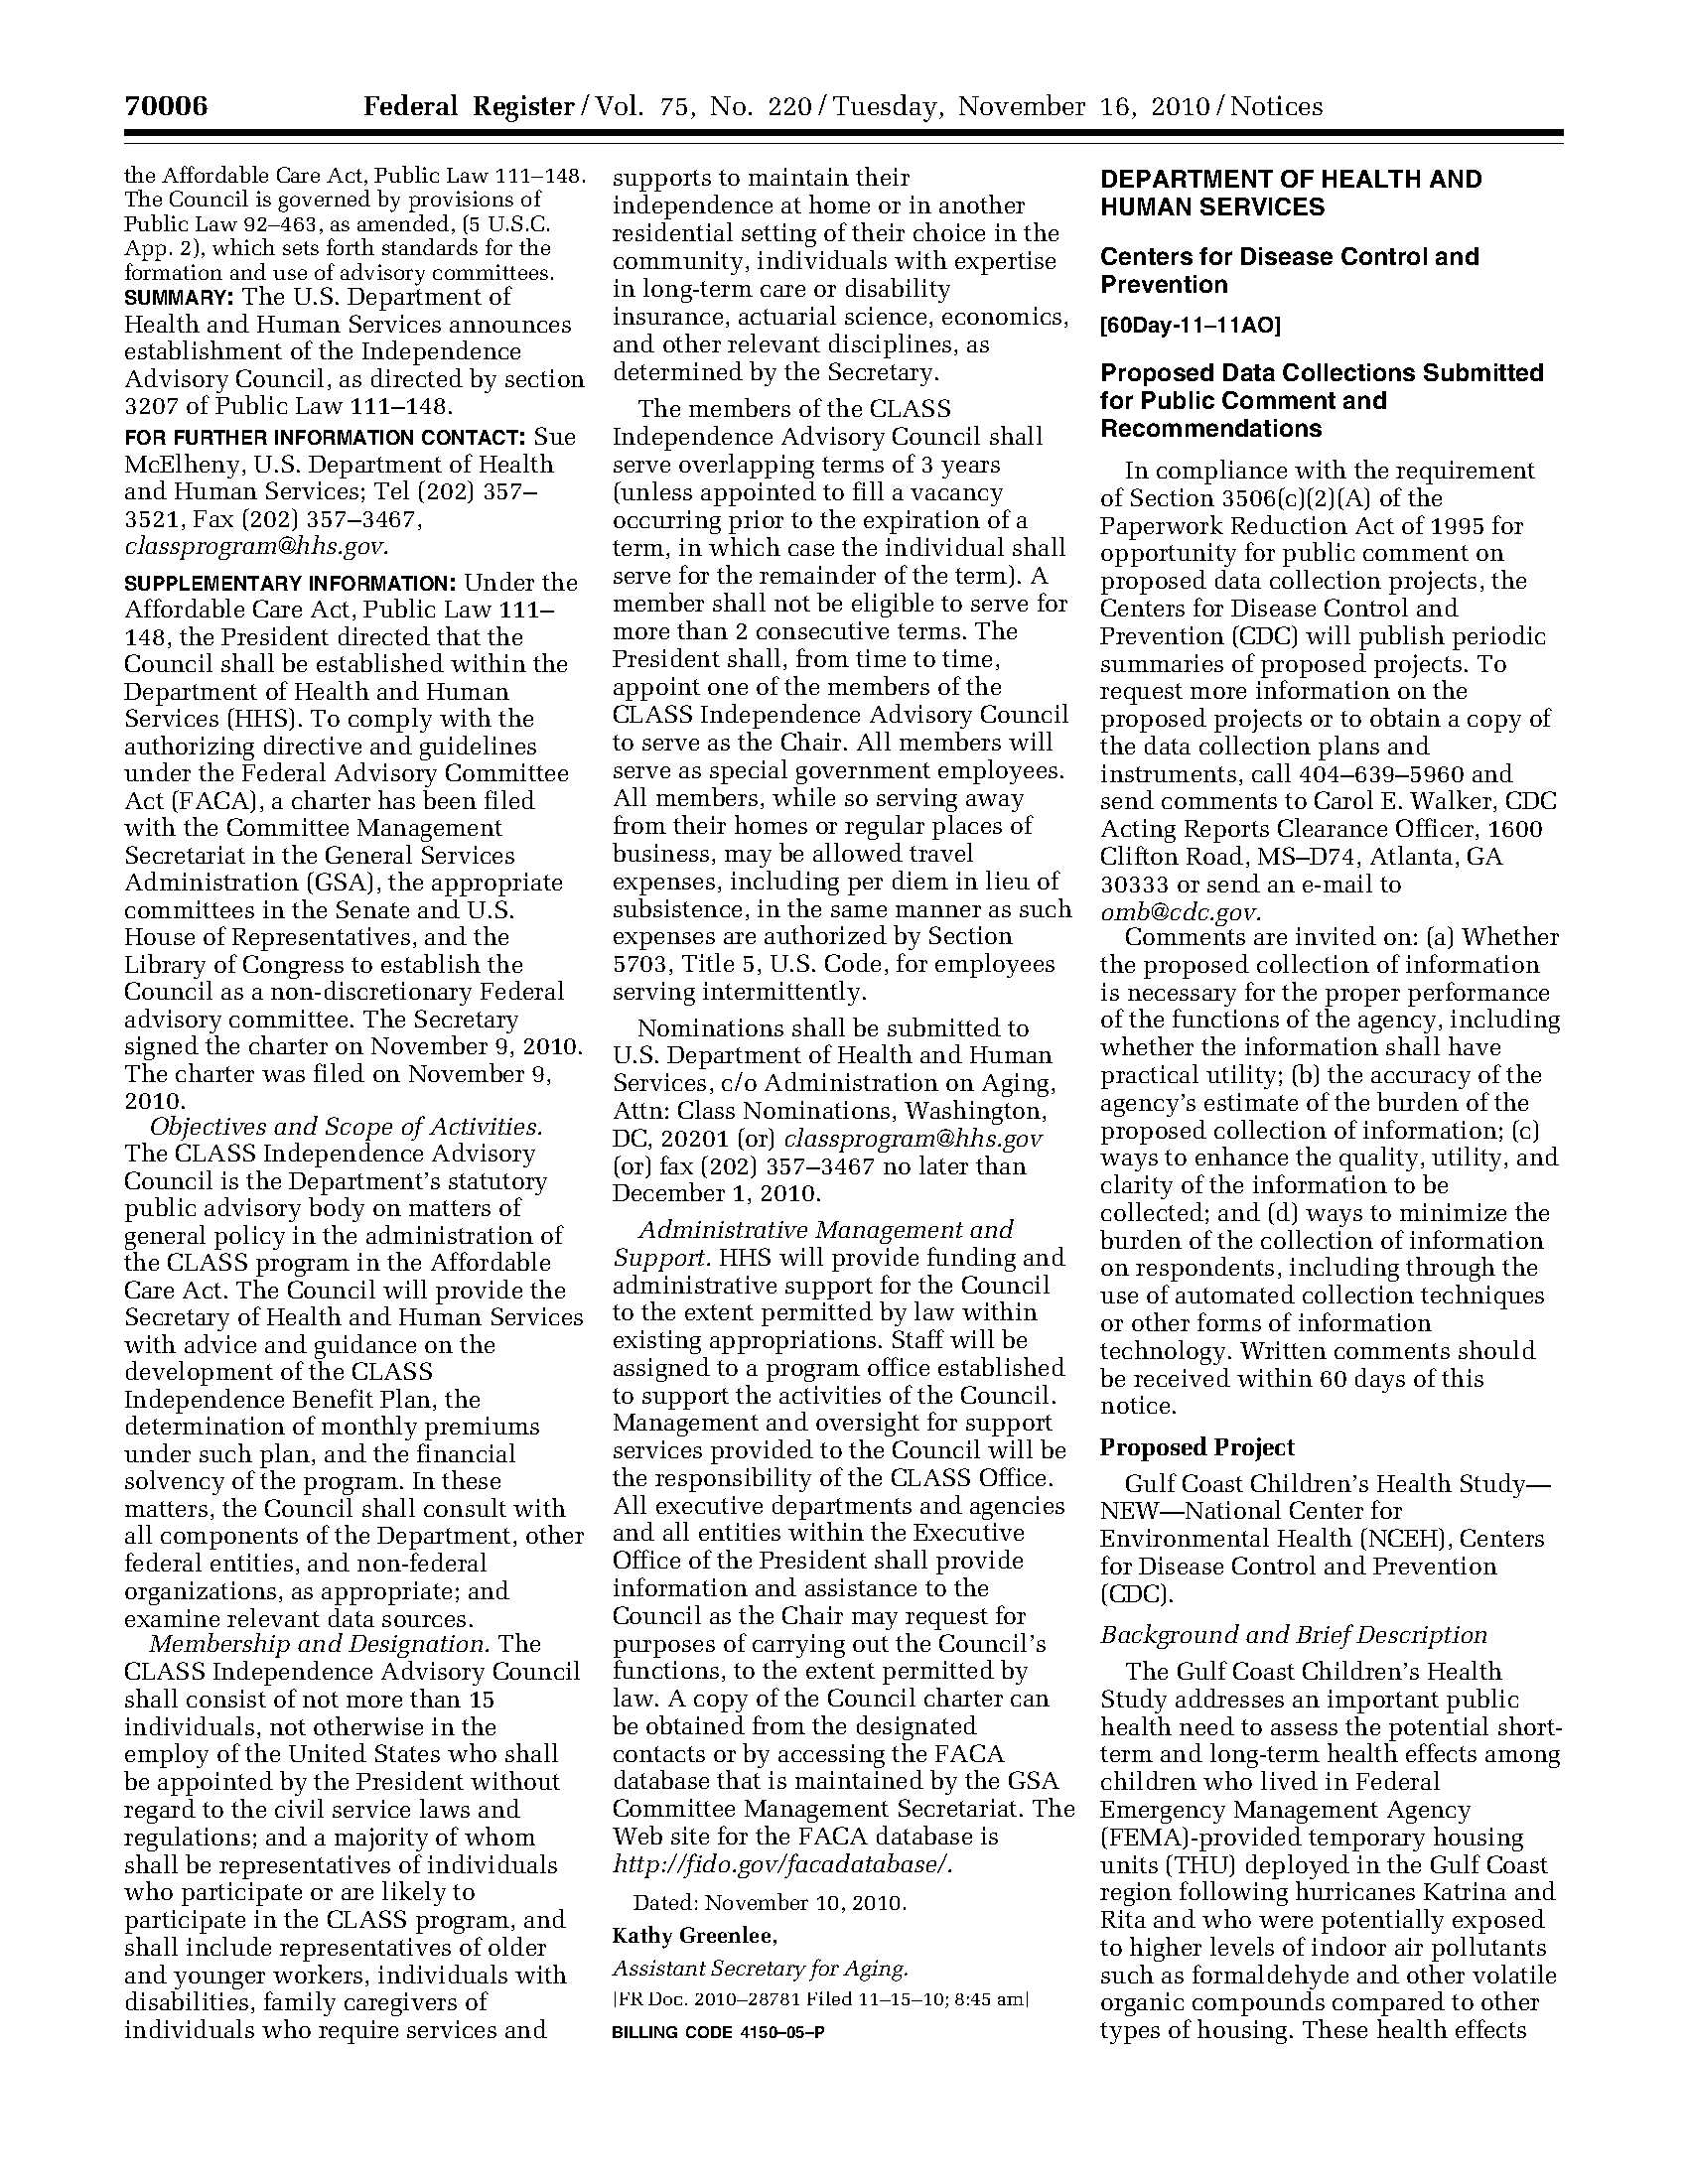 70006 Federal Register / Vol. 75, No. 220 / Tuesday, November 16, 2010 / Notices
the Affordable Care Act, Public Law 111–148.
The Council is governed by provisions of
Public Law 92–463, as amended, (5 U.S.C.
App. 2), which sets forth standards for the
formation and use of advisory committees.
SUMMARY: The U.S. Department of
Health and Human Services announces
establishment of the Independence
Advisory Council, as directed by section
3207 of Public Law 111–148.
FOR FURTHER INFORMATION CONTACT: Sue
McElheny, U.S. Department of Health
and Human Services; Tel (202) 357–
3521, Fax (202) 357–3467,
classprogram@hhs.gov.
SUPPLEMENTARY INFORMATION: Under the
Affordable Care Act, Public Law 111–
148, the President directed that the
Council shall be established within the
Department of Health and Human
Services (HHS). To comply with the
authorizing directive and guidelines
under the Federal Advisory Committee
Act (FACA), a charter has been filed
with the Committee Management
Secretariat in the General Services
Administration (GSA), the appropriate
committees in the Senate and U.S.
House of Representatives, and the
Library of Congress to establish the
Council as a non-discretionary Federal
advisory committee. The Secretary
signed the charter on November 9, 2010.
The charter was filed on November 9,
2010.
Objectives and Scope of Activities.
The CLASS Independence Advisory
Council is the Department's statutory
public advisory body on matters of
general policy in the administration of
the CLASS program in the Affordable
Care Act. The Council will provide the
Secretary of Health and Human Services
with advice and guidance on the
development of the CLASS
Independence Benefit Plan, the
determination of monthly premiums
under such plan, and the financial
solvency of the program. In these
matters, the Council shall consult with
all components of the Department, other
federal entities, and non-federal
organizations, as appropriate; and
examine relevant data sources.
Membership and Designation. The
CLASS Independence Advisory Council
shall consist of not more than 15
individuals, not otherwise in the
employ of the United States who shall
be appointed by the President without
regard to the civil service laws and
regulations; and a majority of whom
shall be representatives of individuals
who participate or are likely to
participate in the CLASS program, and
shall include representatives of older
and younger workers, individuals with
disabilities, family caregivers of
individuals who require services and
supports to maintain their
independence at home or in another
residential setting of their choice in the
community, individuals with expertise
in long-term care or disability
insurance, actuarial science, economics,
and other relevant disciplines, as
determined by the Secretary.
The members of the CLASS
Independence Advisory Council shall
serve overlapping terms of 3 years
(unless appointed to fill a vacancy
occurring prior to the expiration of a
term, in which case the individual shall
serve for the remainder of the term). A
member shall not be eligible to serve for
more than 2 consecutive terms. The
President shall, from time to time,
appoint one of the members of the
CLASS Independence Advisory Council
to serve as the Chair. All members will
serve as special government employees.
All members, while so serving away
from their homes or regular places of
business, may be allowed travel
expenses, including per diem in lieu of
subsistence, in the same manner as such
expenses are authorized by Section
5703, Title 5, U.S. Code, for employees
serving intermittently.
Nominations shall be submitted to
U.S. Department of Health and Human
Services, c/o Administration on Aging,
Attn: Class Nominations, Washington,
DC, 20201 (or) classprogram@hhs.gov
(or) fax (202) 357–3467 no later than
December 1, 2010.
Administrative Management and
Support. HHS will provide funding and
administrative support for the Council
to the extent permitted by law within
existing appropriations. Staff will be
assigned to a program office established
to support the activities of the Council.
Management and oversight for support
services provided to the Council will be
the responsibility of the CLASS Office.
All executive departments and agencies
and all entities within the Executive
Office of the President shall provide
information and assistance to the
Council as the Chair may request for
purposes of carrying out the Council's
functions, to the extent permitted by
law. A copy of the Council charter can
be obtained from the designated
contacts or by accessing the FACA
database that is maintained by the GSA
Committee Management Secretariat. The
Web site for the FACA database is
http://fido.gov/facadatabase/.
Dated: November 10, 2010.
Kathy Greenlee,
Assistant Secretary for Aging.
[FR Doc. 2010–28781 Filed 11–15–10; 8:45 am]
BILLING CODE 4150–05–P
DEPARTMENT OF HEALTH AND
HUMAN SERVICES
Centers for Disease Control and
Prevention
[60Day-11–11AO]
Proposed Data Collections Submitted
for Public Comment and
Recommendations
In compliance with the requirement
of Section 3506(c)(2)(A) of the
Paperwork Reduction Act of 1995 for
opportunity for public comment on
proposed data collection projects, the
Centers for Disease Control and
Prevention (CDC) will publish periodic
summaries of proposed projects. To
request more information on the
proposed projects or to obtain a copy of
the data collection plans and
instruments, call 404–639–5960 and
send comments to Carol E. Walker, CDC
Acting Reports Clearance Officer, 1600
Clifton Road, MS–D74, Atlanta, GA
30333 or send an e-mail to
omb@cdc.gov.
Comments are invited on: (a) Whether
the proposed collection of information
is necessary for the proper performance
of the functions of the agency, including
whether the information shall have
practical utility; (b) the accuracy of the
agency's estimate of the burden of the
proposed collection of information; (c)
ways to enhance the quality, utility, and
clarity of the information to be
collected; and (d) ways to minimize the
burden of the collection of information
on respondents, including through the
use of automated collection techniques
or other forms of information
technology. Written comments should
be received within 60 days of this
notice.
Proposed Project
Gulf Coast Children's Health Study—
NEW—National Center for
Environmental Health (NCEH), Centers
for Disease Control and Prevention
(CDC).
Background and Brief Description
The Gulf Coast Children's Health
Study addresses an important public
health need to assess the potential short-
term and long-term health effects among
children who lived in Federal
Emergency Management Agency
(FEMA)-provided temporary housing
units (THU) deployed in the Gulf Coast
region following hurricanes Katrina and
Rita and who were potentially exposed
to higher levels of indoor air pollutants
such as formaldehyde and other volatile
organic compounds compared to other
types of housing. These health effects